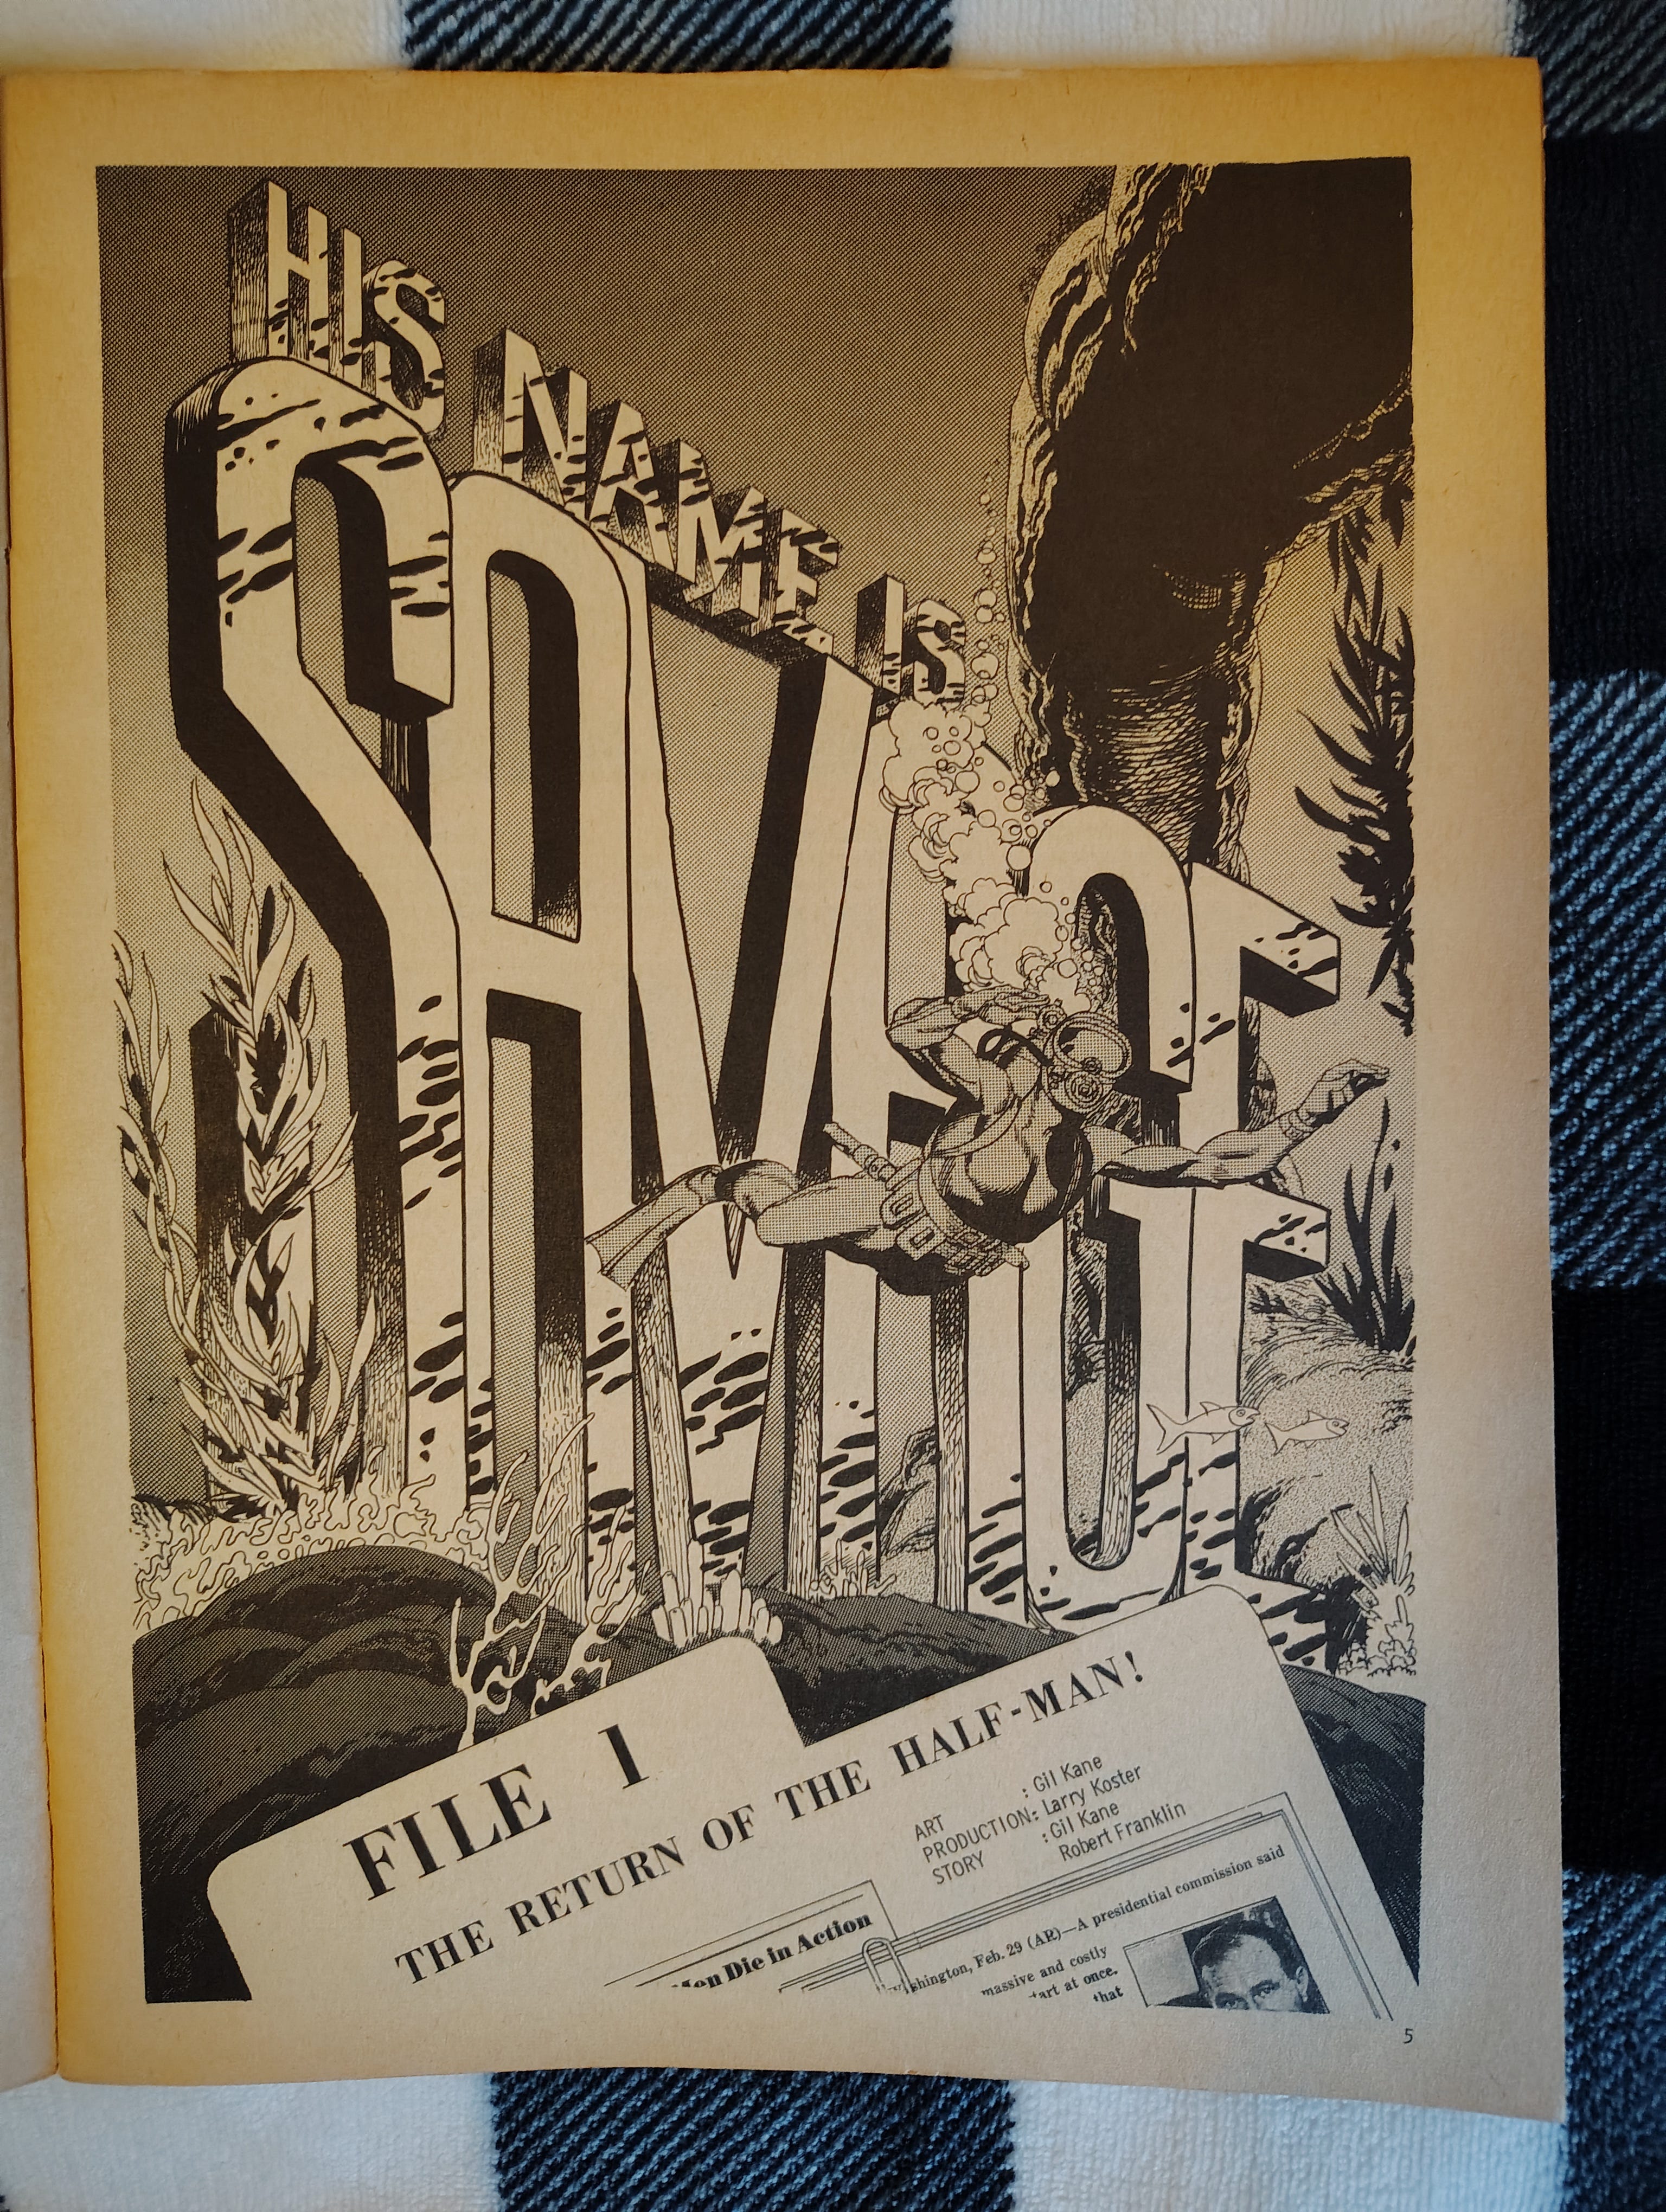 HIS NAME IS
SAVAGE
FILE 1
THE RETURN OF THE HALF-MAN!
ART : Gil Kane
PRODUCTION: Larry Koster
STORY : Gil Kane
Robert Franklin
Men Die in Action
shington, Feb. 29 (AP)—A presidential commission said
massive and costly
tart at once.
that
5